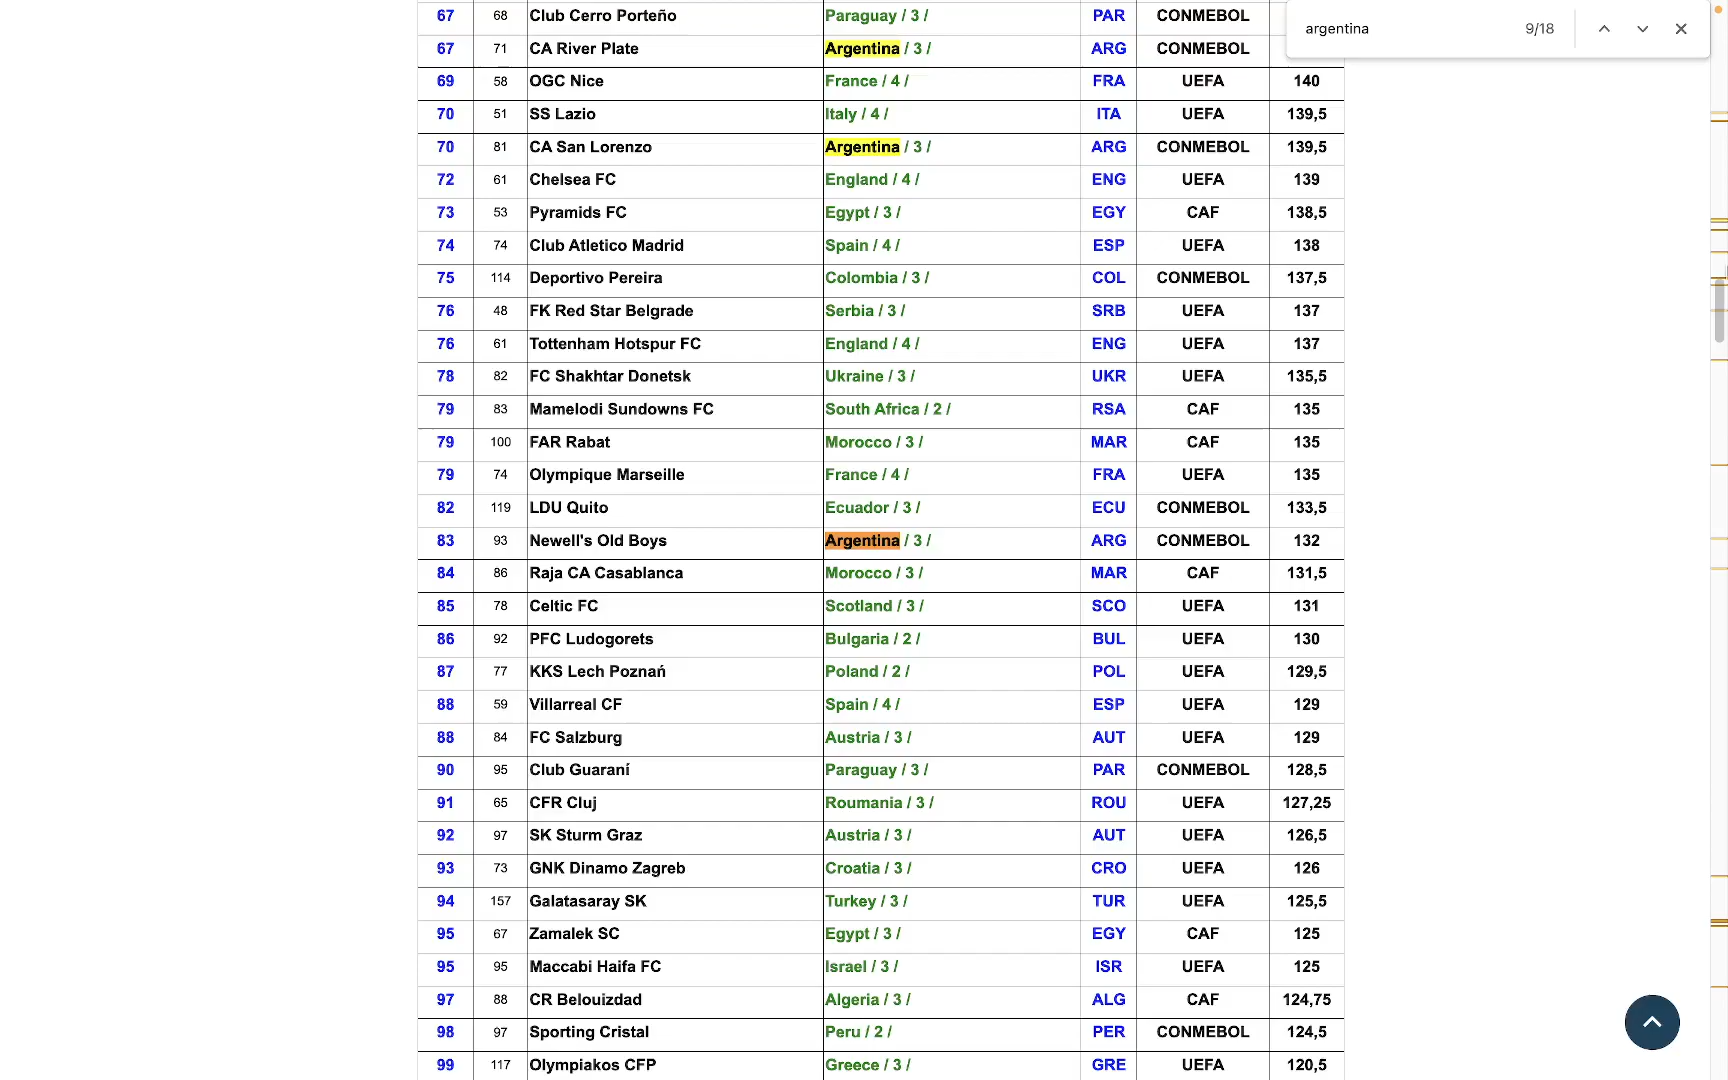 67 68 Club Cerro Porteño Paraguay / 3 / PAR CONMEBOL
argentina 9/18
67 71 CA River Plate Argentina / 3 / ARG CONMEBOL
69 58 OGC Nice France / 4 / FRA UEFA 140
70 51 SS Lazio Italy / 4 / ITA UEFA 139,5
70 81 CA San Lorenzo Argentina / 3 / ARG CONMEBOL 139,5
72 61 Chelsea FC England / 4 / ENG UEFA 139
73 53 Pyramids FC Egypt / 3 / EGY CAF 138,5
74 74 Club Atletico Madrid Spain / 4 / ESP UEFA 138
75 114 Deportivo Pereira Colombia / 3 / COL CONMEBOL 137,5
76 48 FK Red Star Belgrade Serbia / 3 / SRB UEFA 137
76 61 Tottenham Hotspur FC England / 4 / ENG UEFA 137
78 82 FC Shakhtar Donetsk Ukraine / 3 / UKR UEFA 135,5
79 83 Mamelodi Sundowns FC South Africa / 2 / RSA CAF 135
79 100 FAR Rabat Morocco / 3 / MAR CAF 135
79 74 Olympique Marseille France / 4 / FRA UEFA 135
82 119 LDU Quito Ecuador / 3 / ECU CONMEBOL 133,5
83 93 Newell's Old Boys Argentina / 3 / ARG CONMEBOL 132
84 86 Raja CA Casablanca Morocco / 3 / MAR CAF 131,5
85 78 Celtic FC Scotland / 3 / SCO UEFA 131
86 92 PFC Ludogorets Bulgaria / 2 / BUL UEFA 130
87 77 KKS Lech Poznań Poland / 2 / POL UEFA 129,5
88 59 Villarreal CF Spain / 4 / ESP UEFA 129
88 84 FC Salzburg Austria / 3 / AUT UEFA 129
90 95 Club Guaraní Paraguay / 3 / PAR CONMEBOL 128,5
91 65 CFR Cluj Roumania / 3 / ROU UEFA 127,25
92 97 SK Sturm Graz Austria / 3 / AUT UEFA 126,5
93 73 GNK Dinamo Zagreb Croatia / 3 / CRO UEFA 126
94 157 Galatasaray SK Turkey / 3 / TUR UEFA 125,5
95 67 Zamalek SC Egypt / 3 / EGY CAF 125
95 95 Maccabi Haifa FC Israel / 3 / ISR UEFA 125
97 88 CR Belouizdad Algeria / 3 / ALG CAF 124,75
98 97 Sporting Cristal Peru / 2 / PER CONMEBOL 124,5
99 117 Olympiakos CFP Greece / 3 / GRE UEFA 120,5